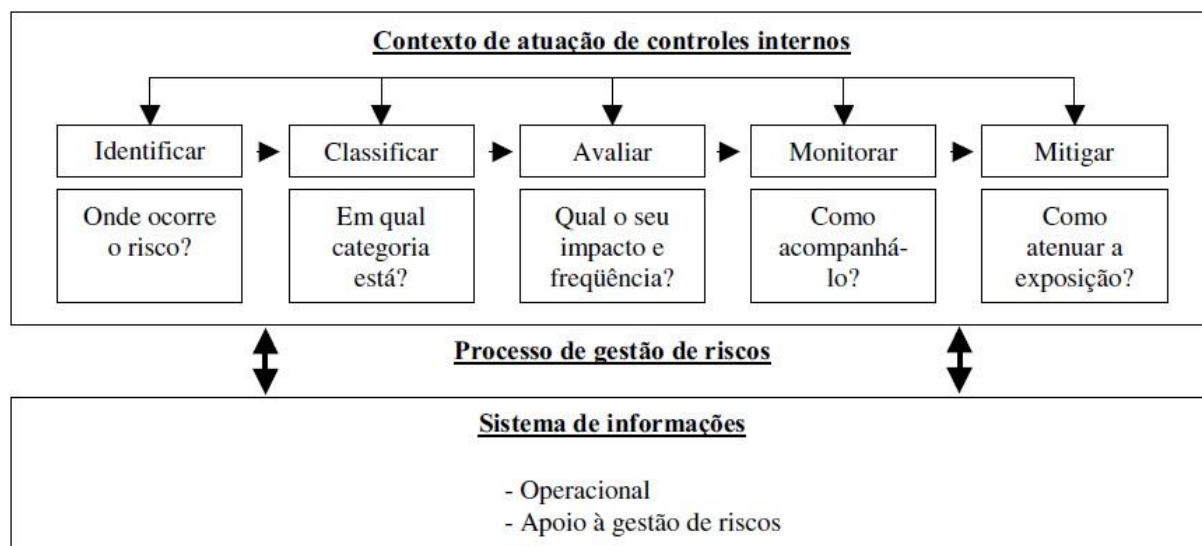 Contexto de atuação de controles internos
Identificar
Classificar
Avaliar
Monitorar
Mitigar
Onde ocorre
o risco?
Em qual
categoria
está?
Qual o seu
impacto e
freqüência?
Como
acompanhá-
lo?
Como
atenuar a
exposição?
Processo de gestão de riscos
Sistema de informações
- Operacional
- Apoio à gestão de riscos